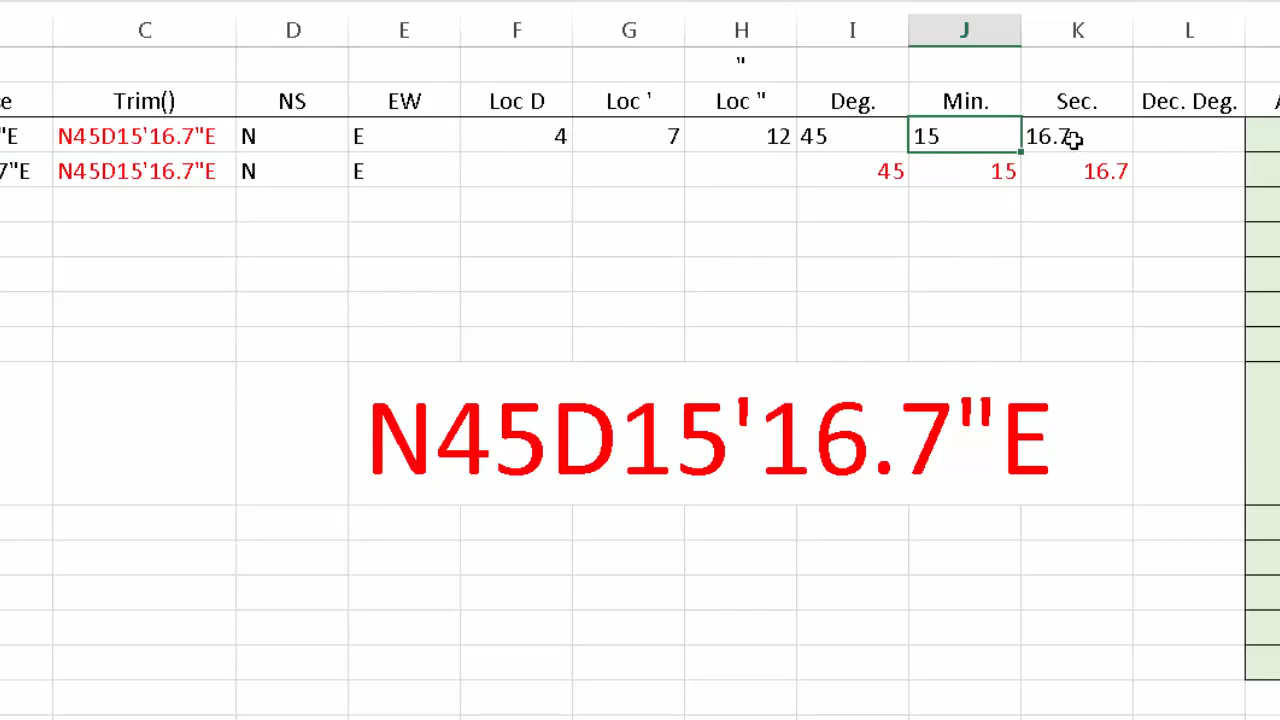 C D E F G H I J K L
"
e Trim() NS EW Loc D Loc ' Loc " Deg. Min. Sec. Dec. Deg.
"E N45D15'16.7"E N E 4 7 12 45 15 16.7
7"E N45D15'16.7"E N E 45 15 16.7
N45D15'16.7"E